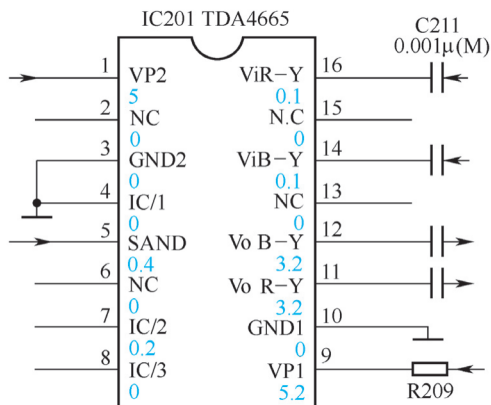 IC201 TDA4665
C211
0.001μ(M)
1 VP2 ViR-Y 16
5 0.1
2 NC N.C 15
0 0
3 GND2 ViB-Y 14
0 0.1
4 IC/1 NC 13
0 0
5 SAND Vo B-Y 12
0.4 3.2
6 NC Vo R-Y 11
0 3.2
7 IC/2 GND1 10
0.2 0
8 IC/3 VP1 9
0 5.2
R209